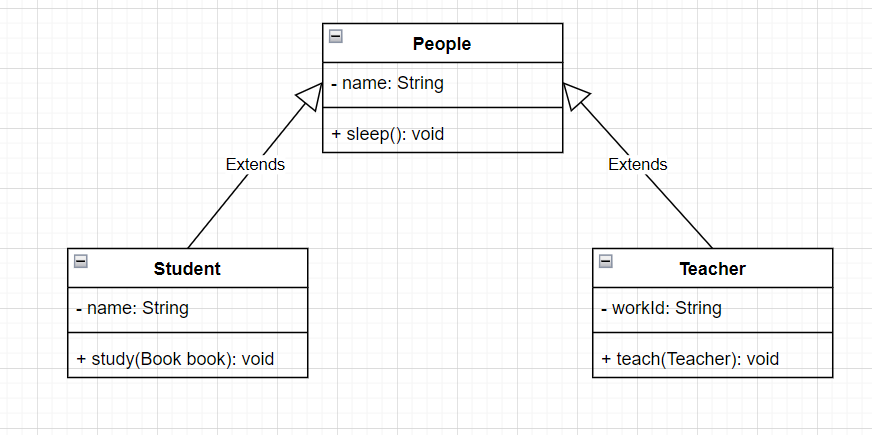 People
- name: String
+ sleep(): void
Extends
Extends
Student
- name: String
+ study(Book book): void
Teacher
- workId: String
+ teach(Teacher): void